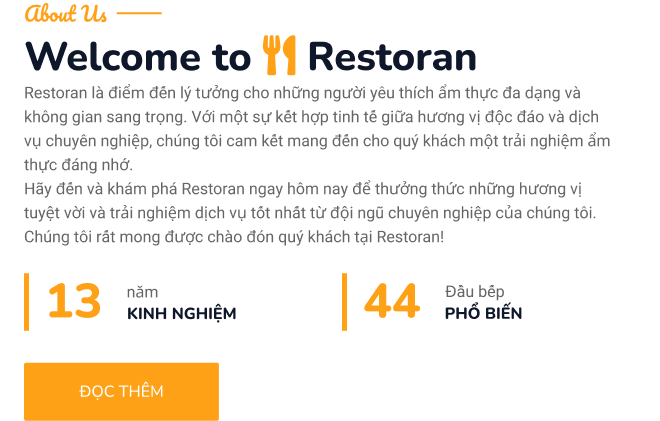 About Us
Welcome to Restoran
Restoran là điểm đến lý tưởng cho những người yêu thích ẩm thực đa dạng và
không gian sang trọng. Với một sự kết hợp tinh tế giữa hương vị độc đáo và dịch
vụ chuyên nghiệp, chúng tôi cam kết mang đến cho quý khách một trải nghiệm ẩm
thực đáng nhớ.
Hãy đến và khám phá Restoran ngay hôm nay để thưởng thức những hương vị
tuyệt vời và trải nghiệm dịch vụ tốt nhất từ đội ngũ chuyên nghiệp của chúng tôi.
Chúng tôi rất mong được chào đón quý khách tại Restoran!
13 năm
KINH NGHIỆM
44 Đầu bếp
PHỔ BIẾN
ĐỌC THÊM